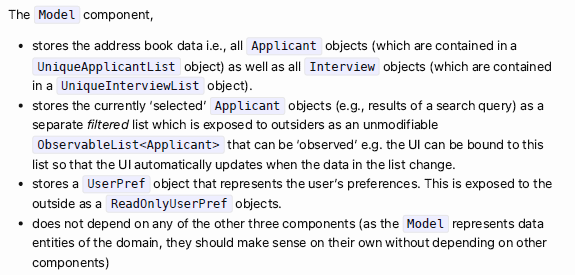 The Model component,
• stores the address book data i.e., all Applicant objects (which are contained in a
UniqueApplicantList object) as well as all Interview objects (which are contained
in a UniqueInterviewList object).
• stores the currently ‘selected’ Applicant objects (e.g., results of a search query) as a
separate filtered list which is exposed to outsiders as an unmodifiable
ObservableList<Applicant> that can be ‘observed’ e.g. the UI can be bound to this
list so that the UI automatically updates when the data in the list change.
• stores a UserPref object that represents the user’s preferences. This is exposed to the
outside as a ReadOnlyUserPref objects.
• does not depend on any of the other three components (as the Model represents data
entities of the domain, they should make sense on their own without depending on other
components)